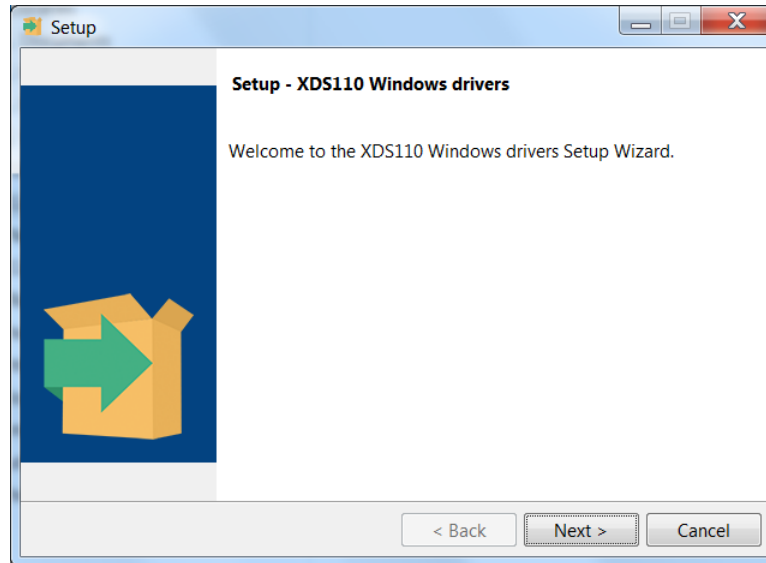 Setup
Setup - XDS110 Windows drivers
Welcome to the XDS110 Windows drivers Setup Wizard.
< Back
Next >
Cancel